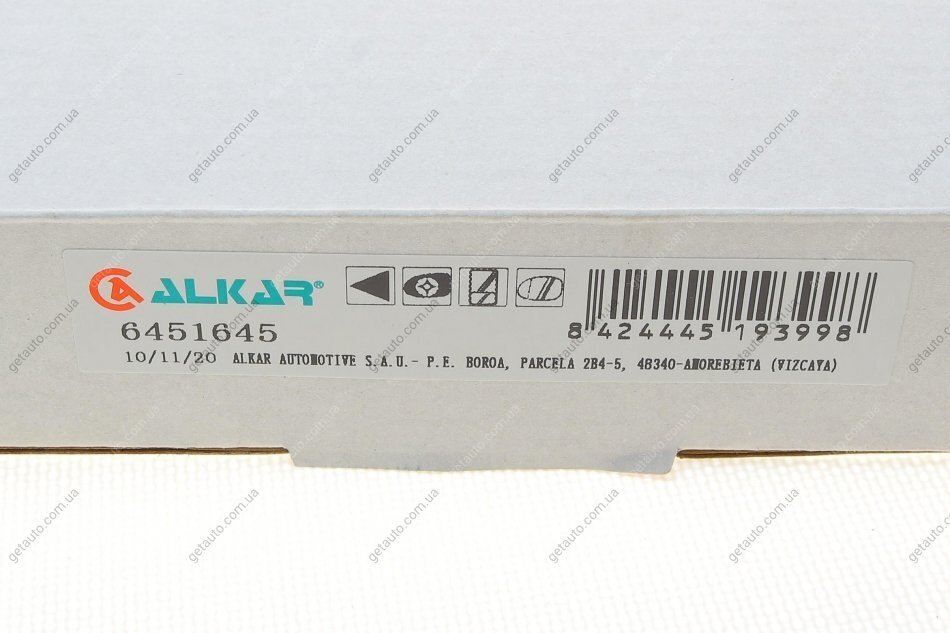 ALKAR®
6451645
8 424445 193998
10/11/20 ALKAR AUTOMOTIVE S.A.U.- P.E. BOROA, PARCELA 2B4-5, 48340-AMOREBIETA (VIZCAYA)
getauto.com.ua